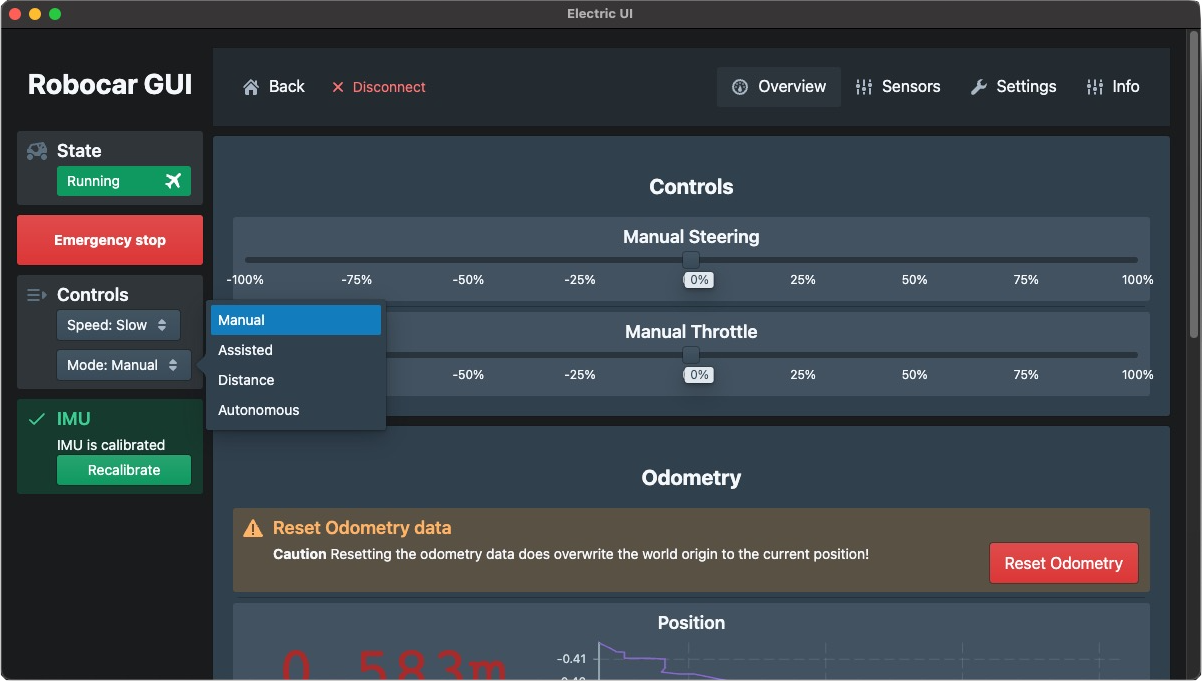 Electric UI
Robocar GUI
Back
Disconnect
Overview
Sensors
Settings
Info
State
Running
Emergency stop
Controls
Speed: Slow
Mode: Manual
Manual
Assisted
Distance
Autonomous
IMU
IMU is calibrated
Recalibrate
Controls
Manual Steering
-100% -75% -50% -25% 0% 25% 50% 75% 100%
Manual Throttle
-50% -25% 0% 25% 50% 75% 100%
Odometry
Reset Odometry data
Caution Resetting the odometry data does overwrite the world origin to the current position!
Reset Odometry
Position
0.583m
-0.41